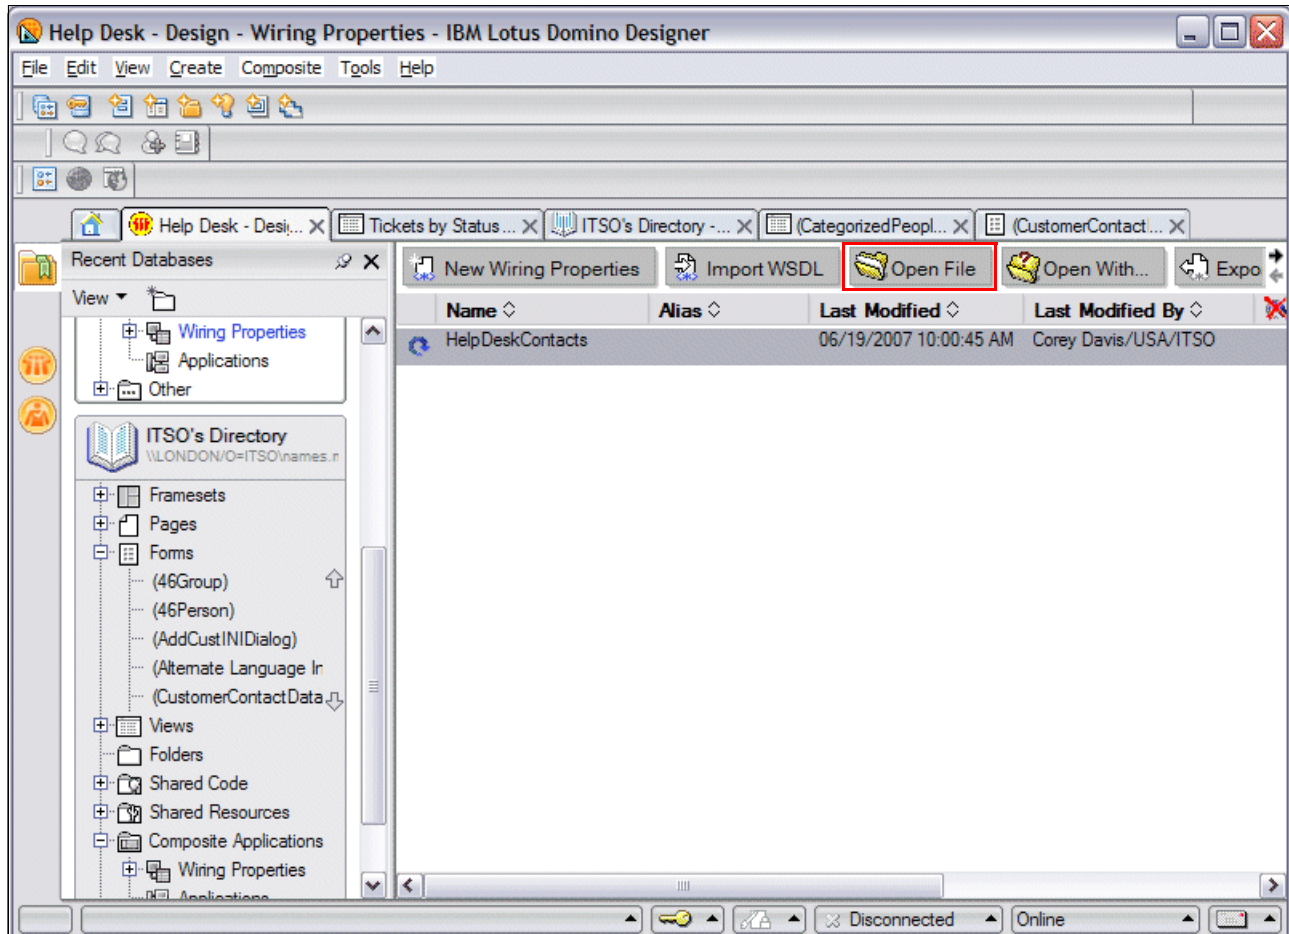 Help Desk - Design - Wiring Properties - IBM Lotus Domino Designer
File Edit View Create Composite Tools Help
Help Desk - Desi... Tickets by Status ... ITSO's Directory -... (CategorizedPeopl... (CustomerContact|...
Recent Databases
New Wiring Properties Import WSDL Open File Open With... Expo
View
Name Alias Last Modified Last Modified By
Wiring Properties
HelpDeskContacts 06/19/2007 10:00:45 AM Corey Davis/USA/ITSO
Applications
Other
ITSO's Directory
\\LONDON/O=ITSO\names.n
Framesets
Pages
Forms
(46Group)
(46Person)
(AddCustINIDialog)
(Alternate Language In
(CustomerContactData
Views
Folders
Shared Code
Shared Resources
Composite Applications
Wiring Properties
Applications
Disconnected Online